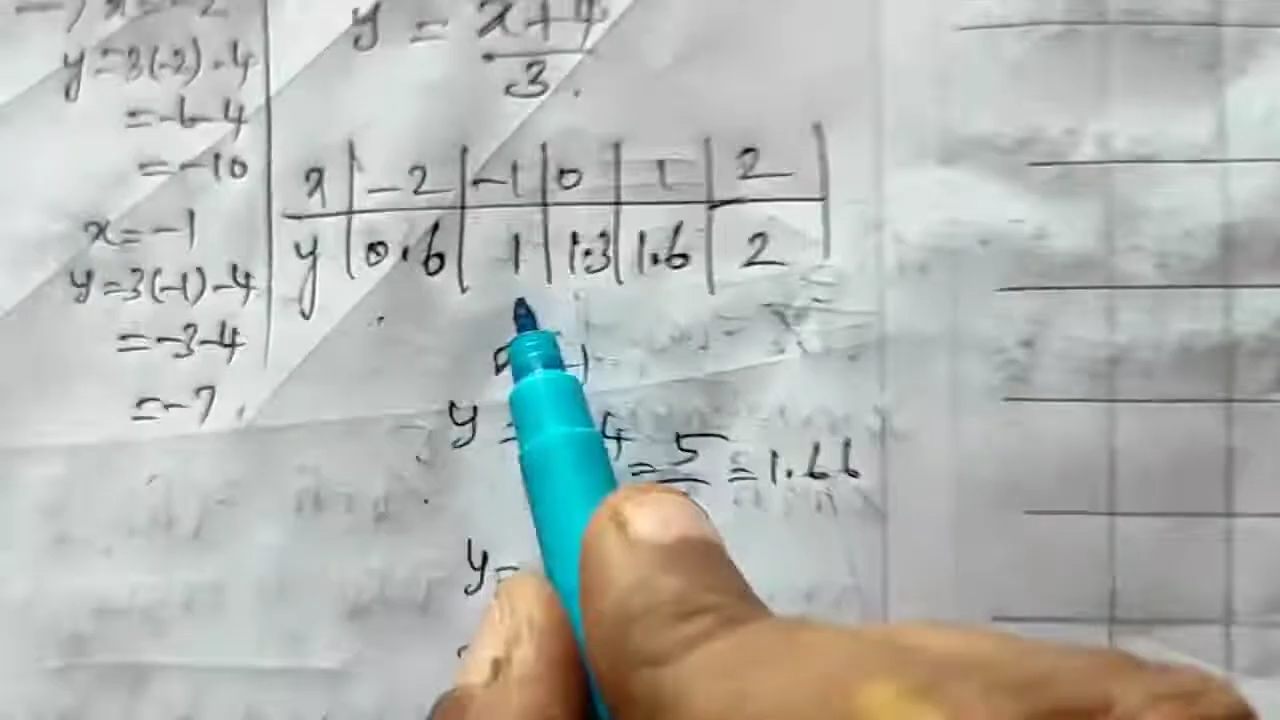 y=3(-2)-4
=-6-4
=-10
x=-1
y=3(-1)-4
=-3-4
=-7.
y = x+4
3.
x | -2 | -1 | 0 | 1 | 2
y | 0.6 | 1 | 1.3 | 1.6 | 2
y = 4 = 5 = 1.66
y=